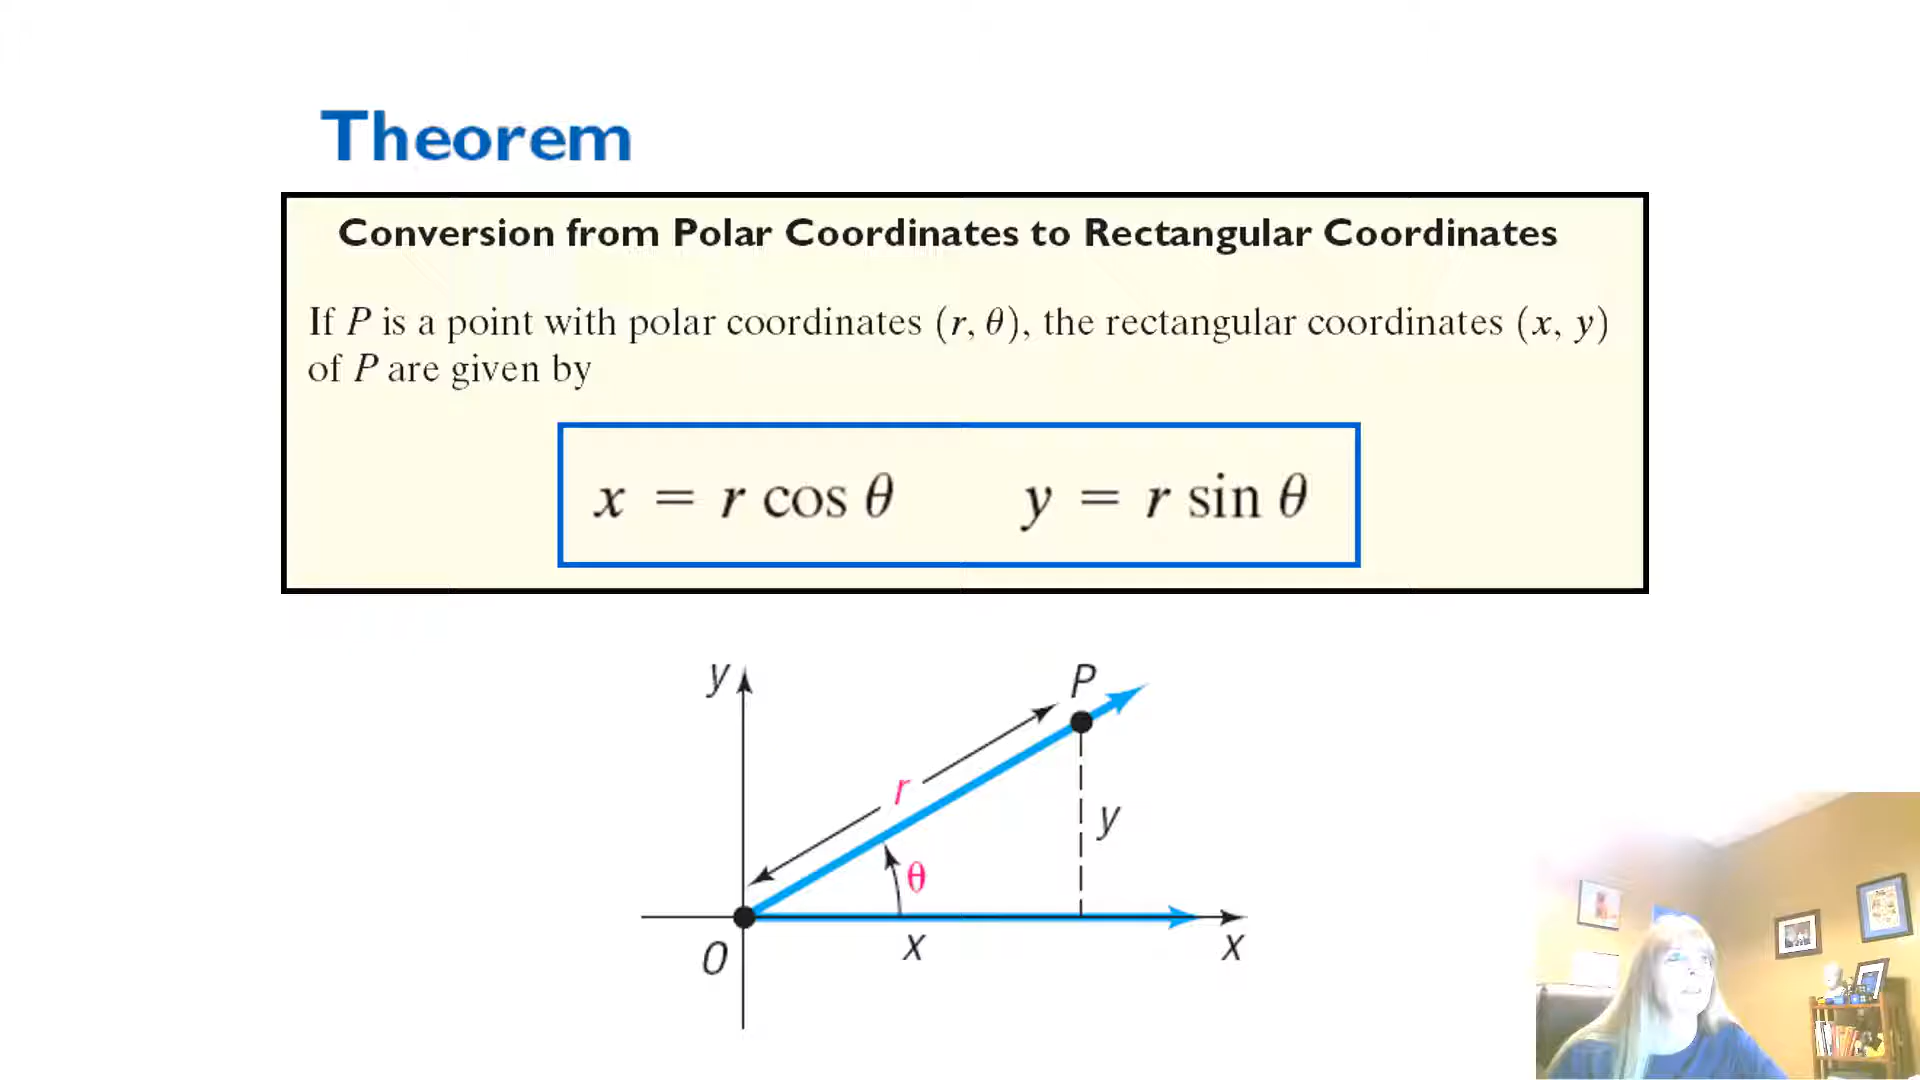 Theorem
Conversion from Polar Coordinates to Rectangular Coordinates
If P is a point with polar coordinates (r, θ), the rectangular coordinates (x, y)
of P are given by
x = r cos θ y = r sin θ
y
P
r
y
θ
O
x
x